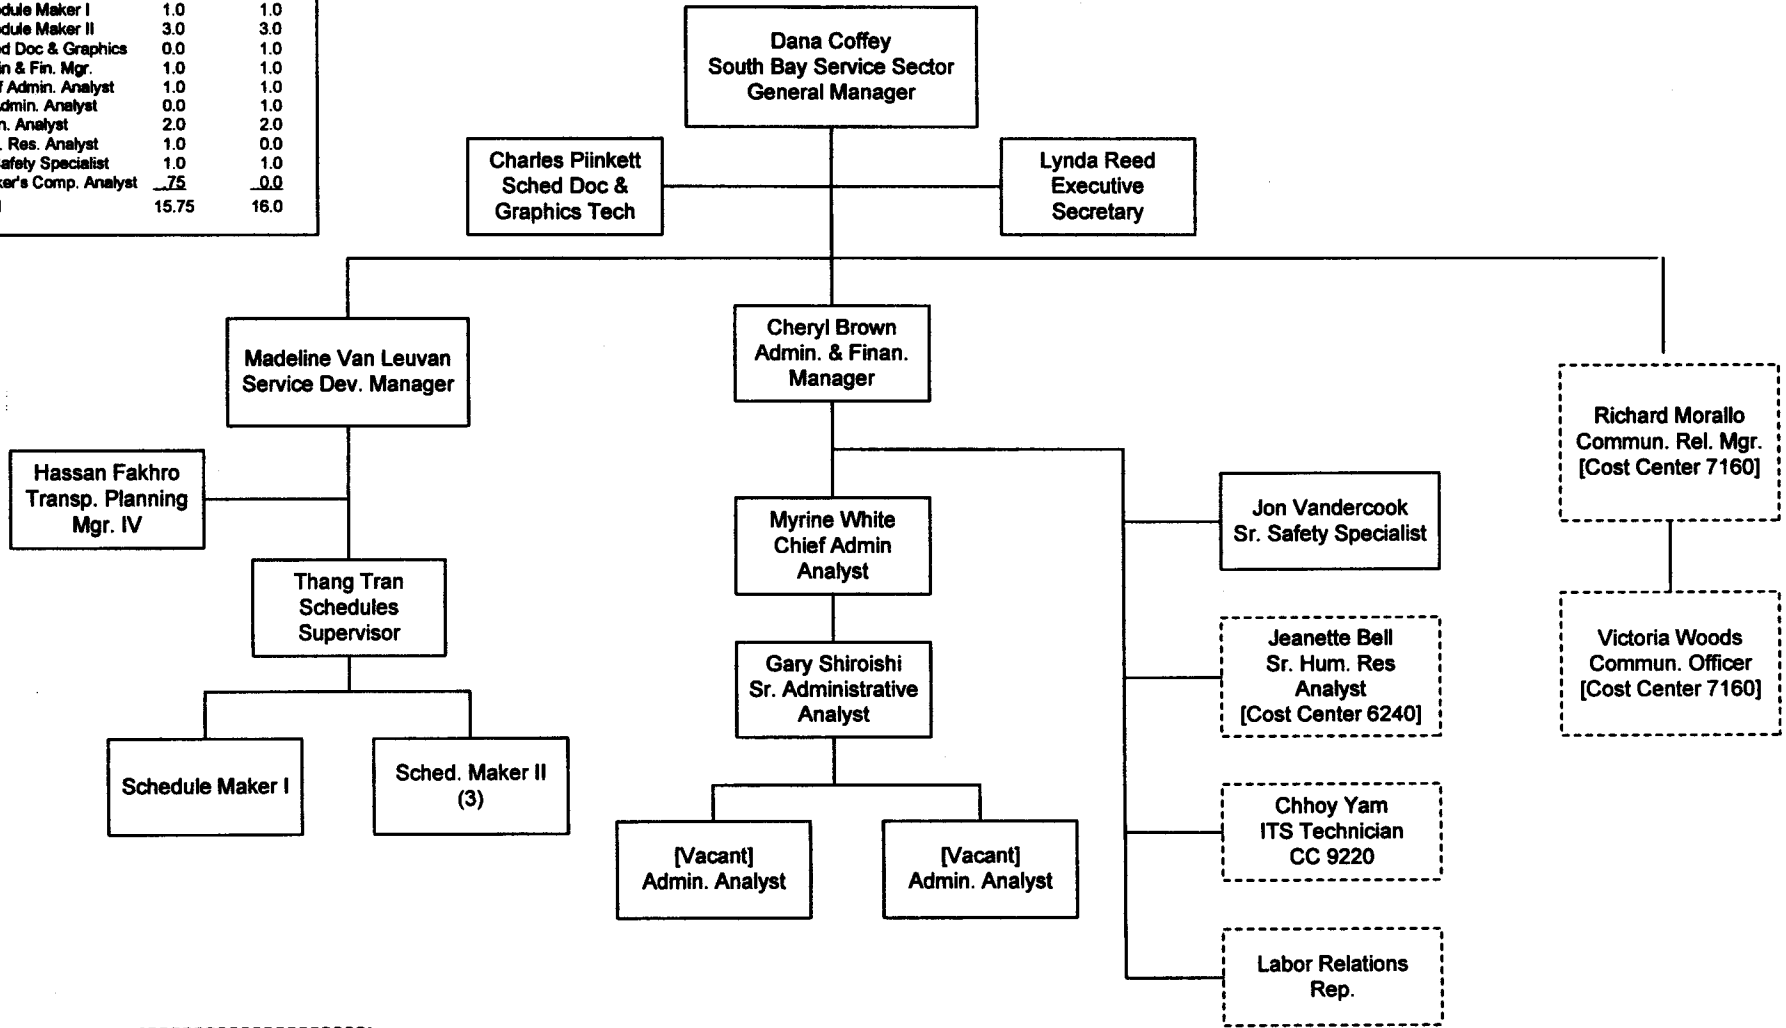 dule Maker I 1.0 1.0
dule Maker II 3.0 3.0
d Doc & Graphics 0.0 1.0
in & Fin. Mgr. 1.0 1.0
f Admin. Analyst 1.0 1.0
dmin. Analyst 0.0 1.0
n. Analyst 2.0 2.0
. Res. Analyst 1.0 0.0
afety Specialist 1.0 1.0
ker's Comp. Analyst .75 0.0
15.75 16.0
Dana Coffey
South Bay Service Sector
General Manager
Charles Piinkett
Sched Doc &
Graphics Tech
Lynda Reed
Executive
Secretary
Madeline Van Leuvan
Service Dev. Manager
Cheryl Brown
Admin. & Finan.
Manager
Richard Morallo
Commun. Rel. Mgr.
[Cost Center 7160]
Hassan Fakhro
Transp. Planning
Mgr. IV
Thang Tran
Schedules
Supervisor
Schedule Maker I
Sched. Maker II
(3)
Myrine White
Chief Admin
Analyst
Gary Shiroishi
Sr. Administrative
Analyst
[Vacant]
Admin. Analyst
[Vacant]
Admin. Analyst
Jon Vandercook
Sr. Safety Specialist
Jeanette Bell
Sr. Hum. Res
Analyst
[Cost Center 6240]
Chhoy Yam
ITS Technician
CC 9220
Labor Relations
Rep.
Victoria Woods
Commun. Officer
[Cost Center 7160]